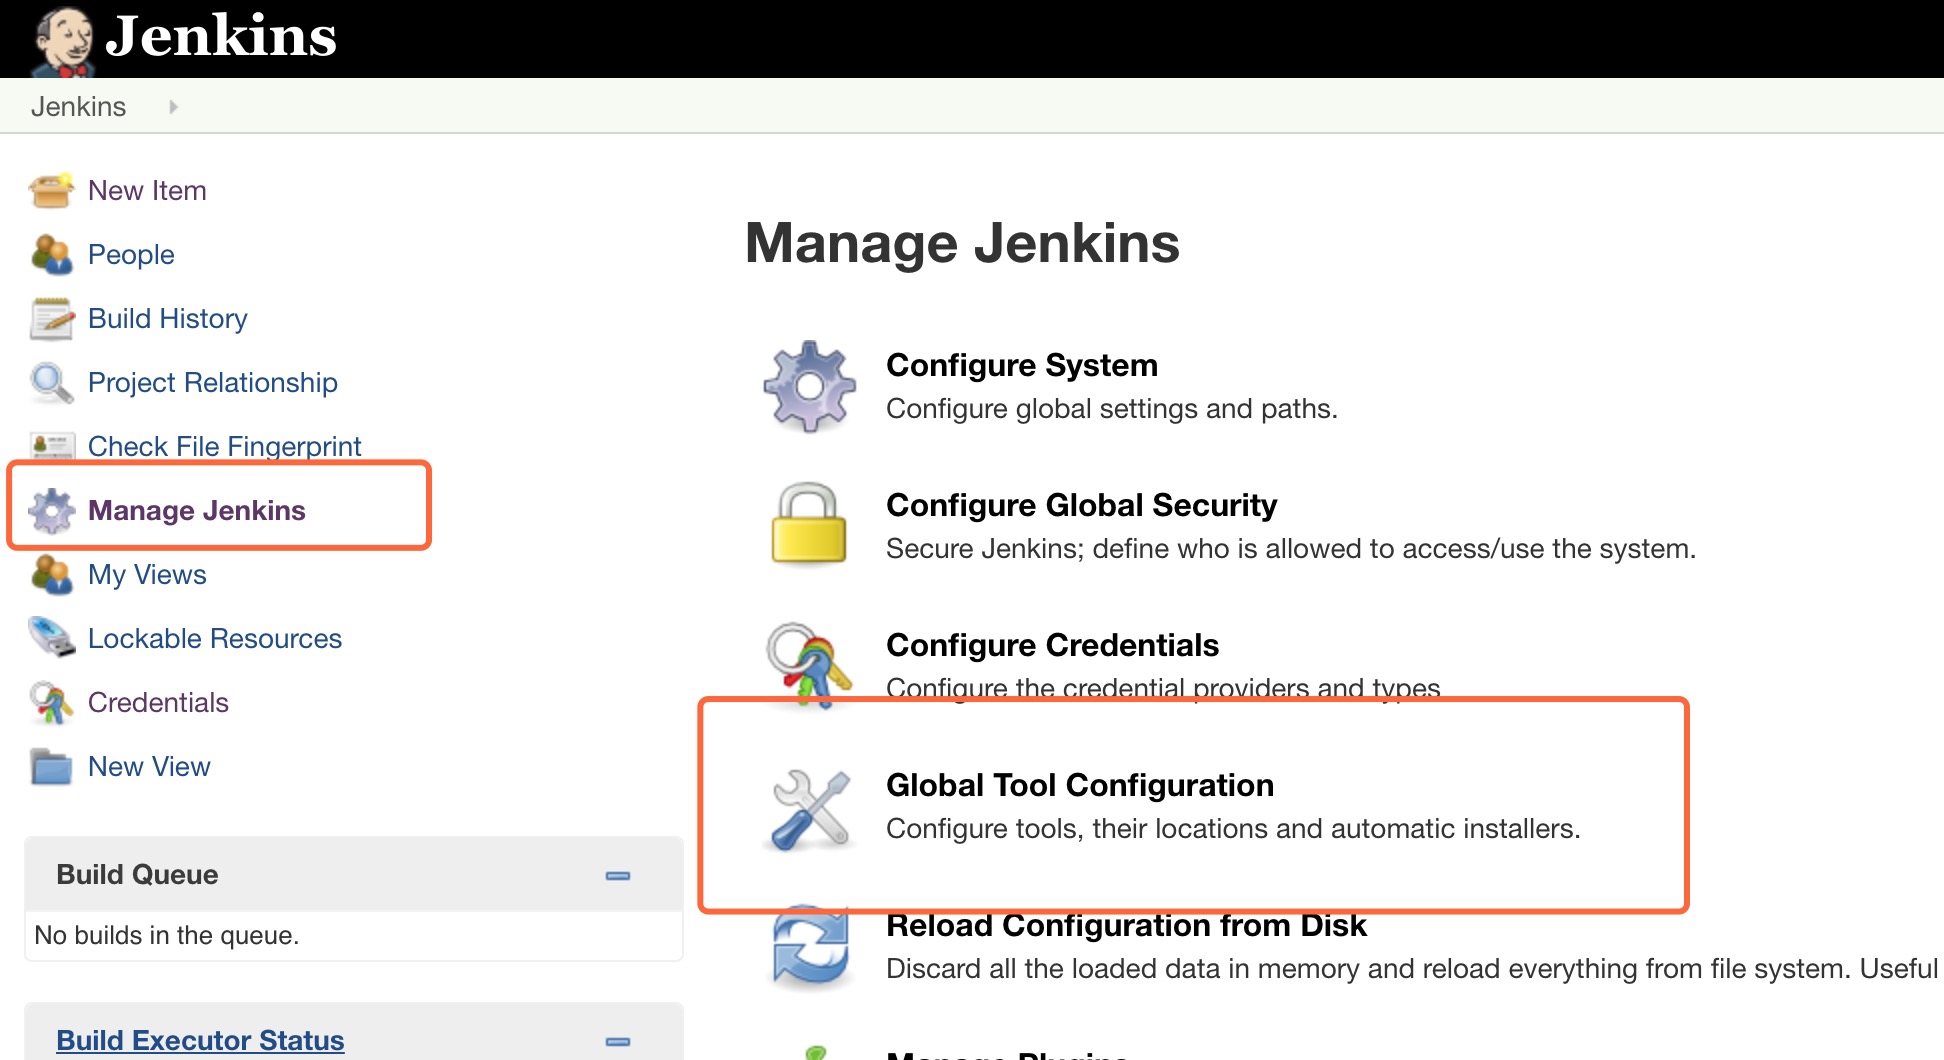 Jenkins
Jenkins
New Item
People
Build History
Project Relationship
Check File Fingerprint
Manage Jenkins
My Views
Lockable Resources
Credentials
New View
Build Queue
No builds in the queue.
Build Executor Status
Manage Jenkins
Configure System
Configure global settings and paths.
Configure Global Security
Secure Jenkins; define who is allowed to access/use the system.
Configure Credentials
Configure the credential providers and types
Global Tool Configuration
Configure tools, their locations and automatic installers.
Reload Configuration from Disk
Discard all the loaded data in memory and reload everything from file system. Useful
Manage Plugins